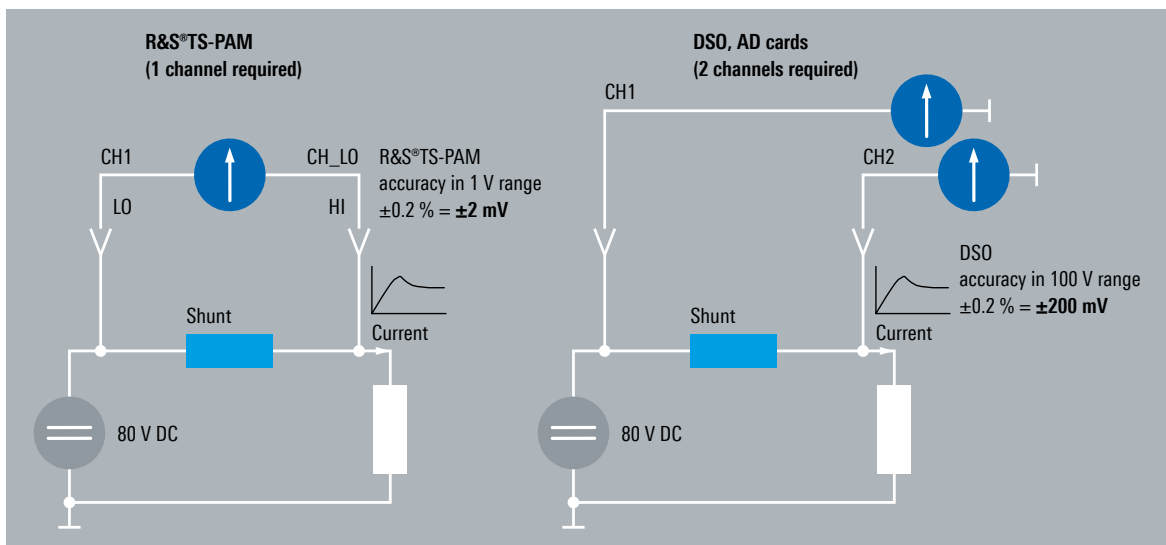 R&S®TS-PAM
(1 channel required)
CH1
CH_LO
LO
HI
R&S®TS-PAM
accuracy in 1 V range
±0.2 % = ±2 mV
Shunt
Current
80 V DC
DSO, AD cards
(2 channels required)
CH1
CH2
DSO
accuracy in 100 V range
±0.2 % = ±200 mV
Shunt
Current
80 V DC